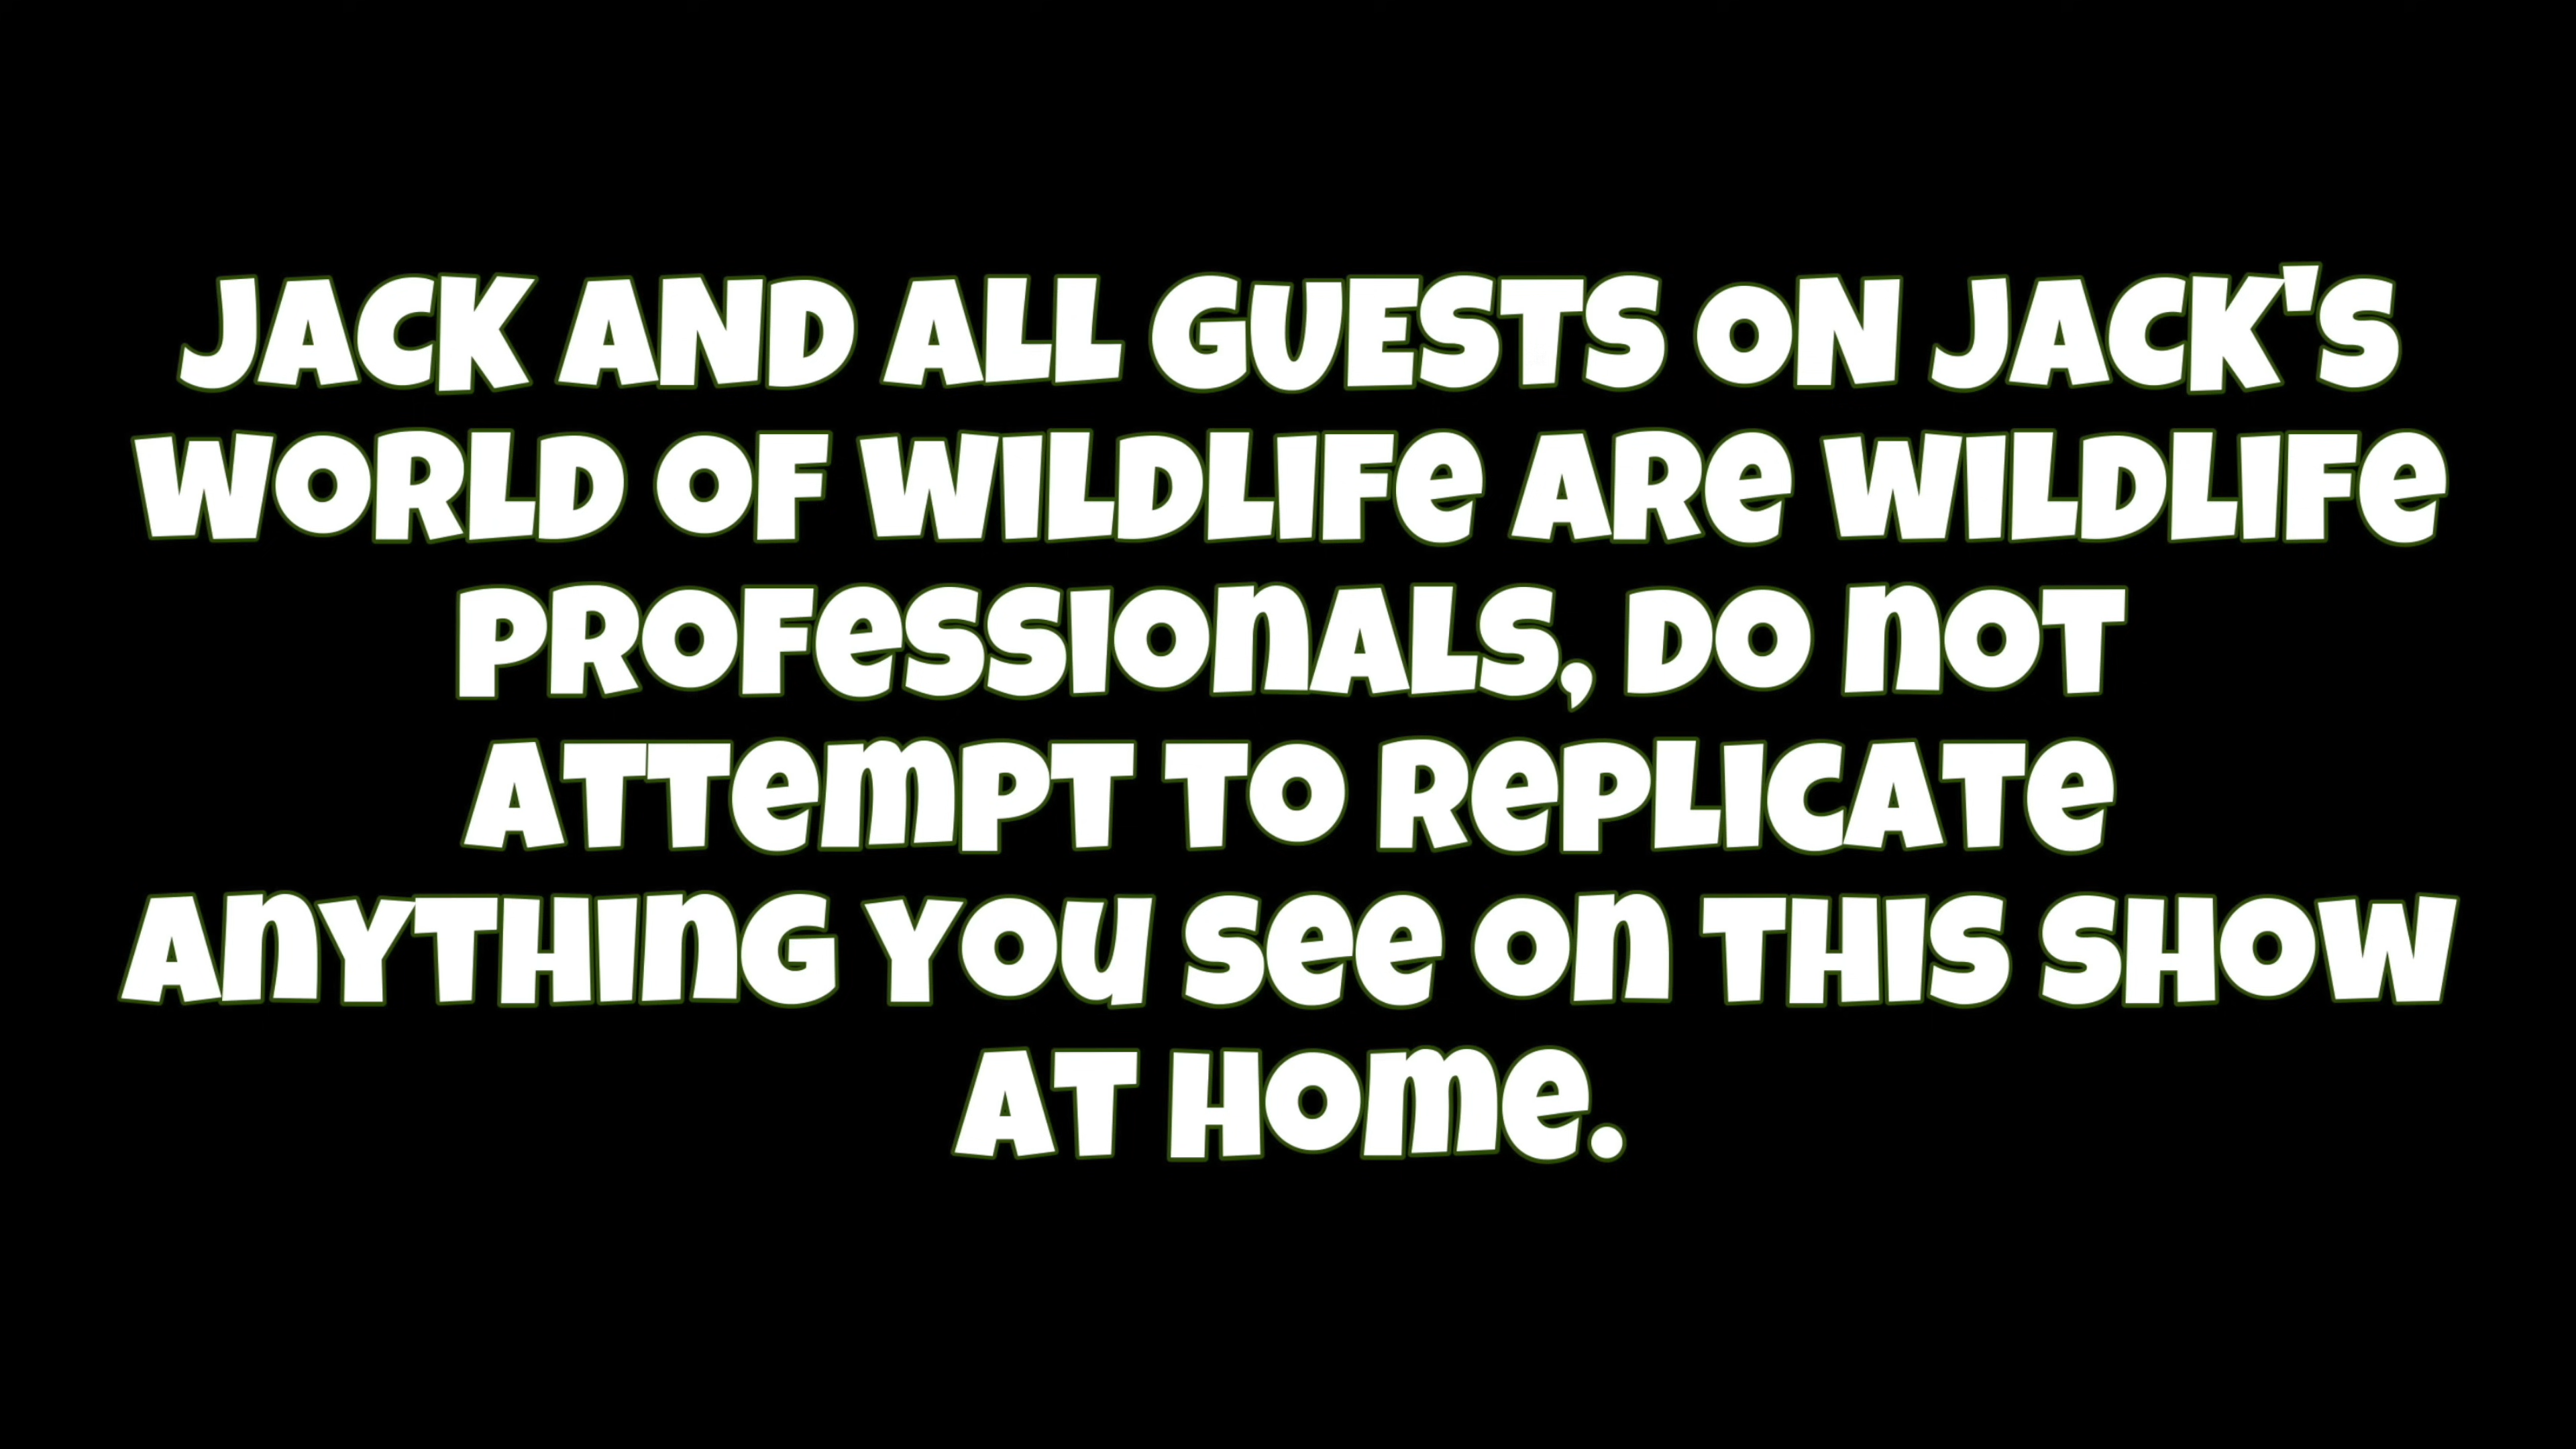 JACK AND ALL GUESTS ON JACK'S
WORLD OF WILDLIFE ARE WILDLIFE
PROFESSIONALS, DO NOT
ATTEMPT TO REPLICATE
ANYTHING YOU SEE ON THIS SHOW
AT HOME.